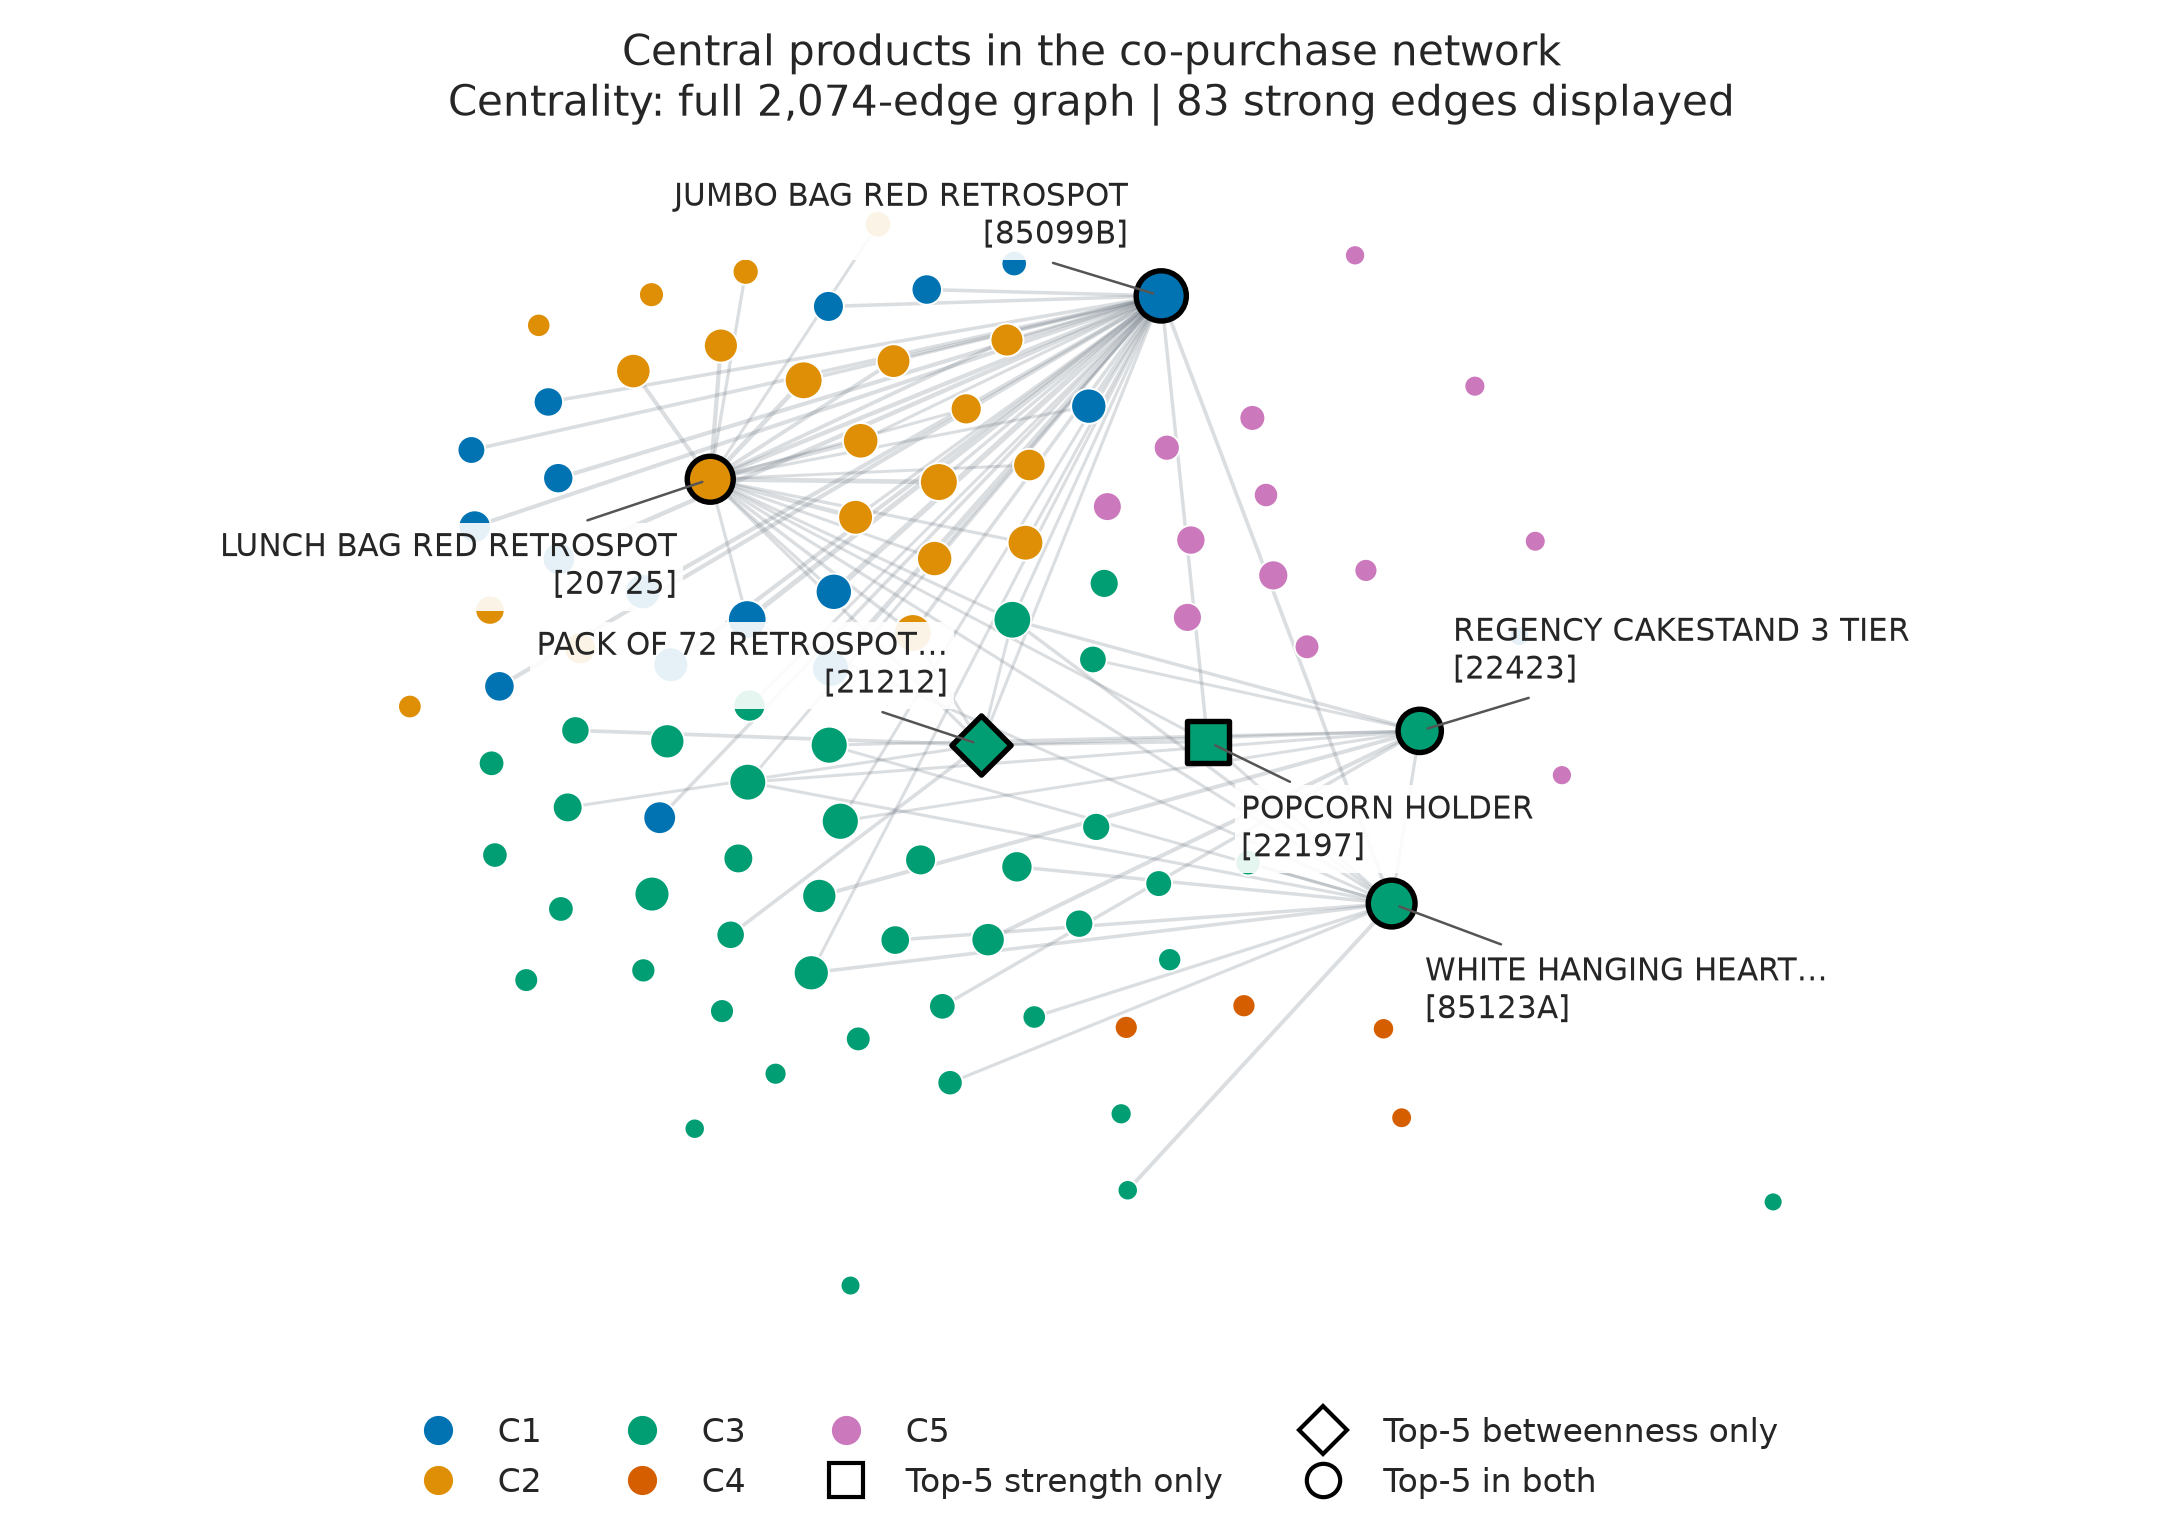 Central products in the co-purchase network
Centrality: full 2,074-edge graph | 83 strong edges displayed
JUMBO BAG RED RETROSPOT
[85099B]
LUNCH BAG RED RETROSPOT
[20725]
PACK OF 72 RETROSPOT…
[21212]
REGENCY CAKESTAND 3 TIER
[22423]
POPCORN HOLDER
[22197]
WHITE HANGING HEART…
[85123A]
C1
C2
C3
C4
C5
Top-5 strength only
Top-5 betweenness only
Top-5 in both